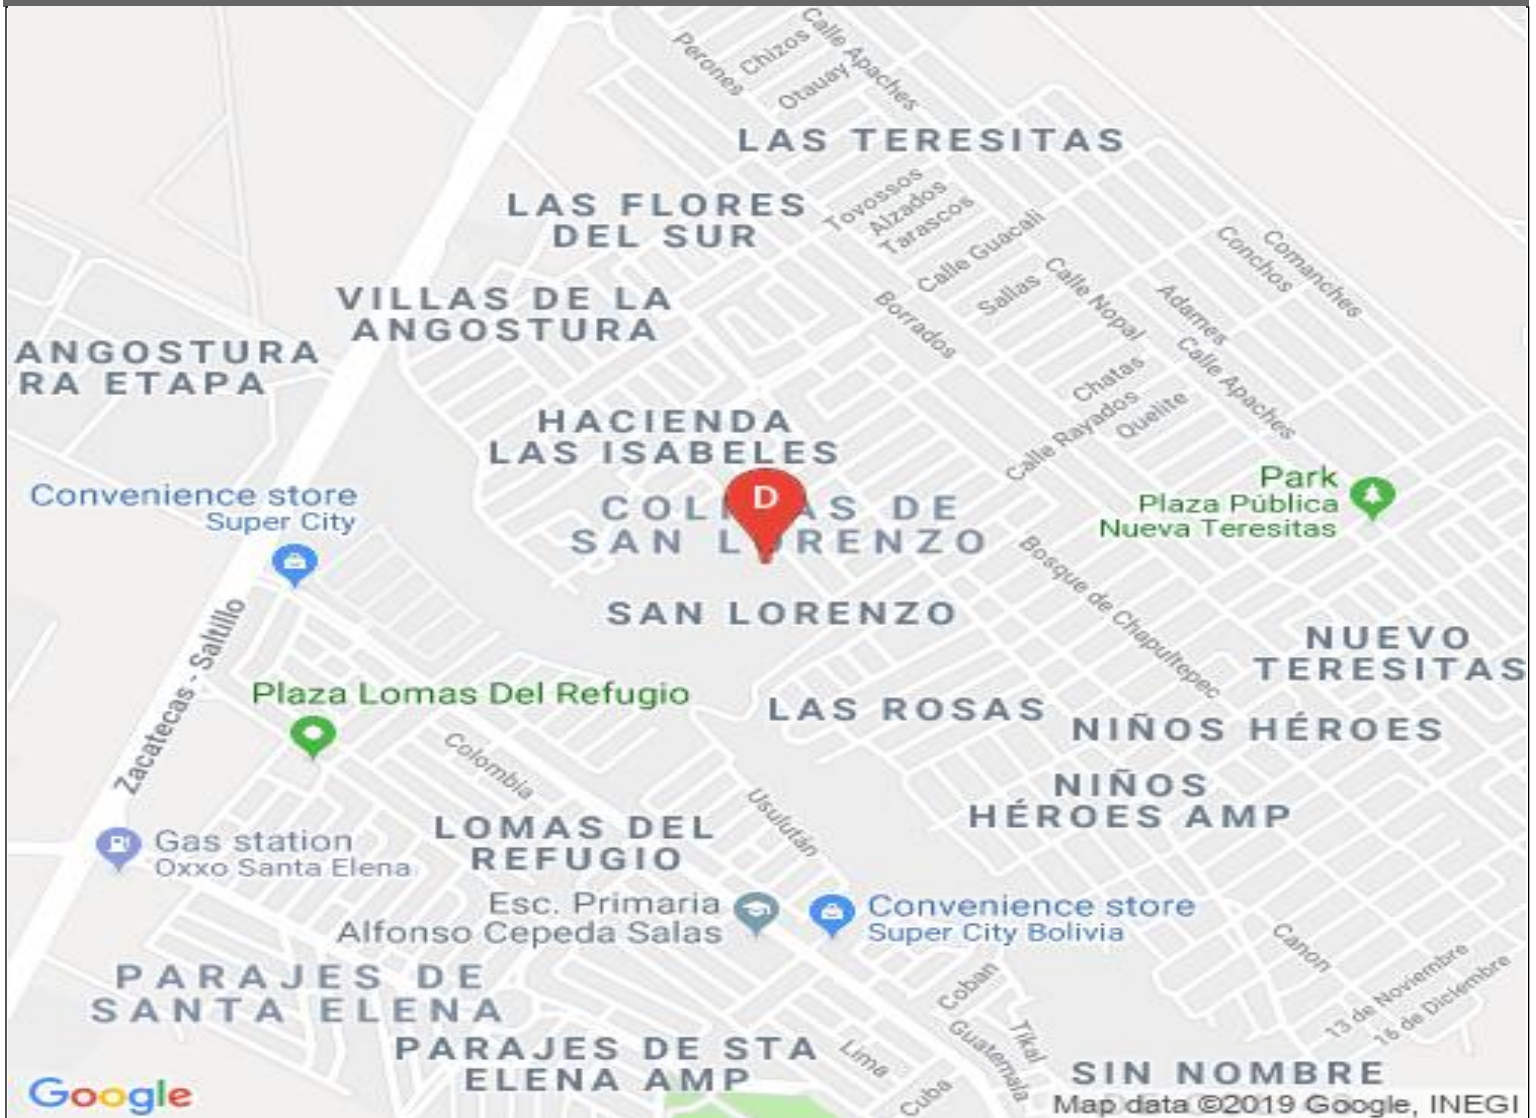 Perones
Chizos
Calle Apaches
Otauay
LAS TERESITAS
Tovossos
Alzados
Tarascos
LAS FLORES
DEL SUR
Calle Guacali
Conchos
Comanches
Sallas
Calle Nopal
Adames
Borrados
VILLAS DE LA
ANGOSTURA
ANGOSTURA
RA ETAPA
Calle Apaches
Chatas
Calle Rayados
Quelite
HACIENDA
LAS ISABELES
Convenience store
Super City
Park
Plaza Pública
Nueva Teresitas
D
SAN LORENZO
Bosque de Chapultepec
NUEVO
TERESITAS
Zacatecas - Saltillo
Plaza Lomas Del Refugio
LAS ROSAS
NIÑOS HÉROES
Colombia
NIÑOS
HÉROES AMP
Usulután
LOMAS DEL
REFUGIO
Gas station
Oxxo Santa Elena
Esc. Primaria
Alfonso Cepeda Salas
Convenience store
Super City Bolivia
Canon
13 de Noviembre
16 de Diciembre
PARAJES DE
SANTA ELENA
Coban
Tikal
Guatemala
PARAJES DE STA
ELENA AMP
Lima
Cuba
SIN NOMBRE
Google
Map data ©2019 Google, INEGI